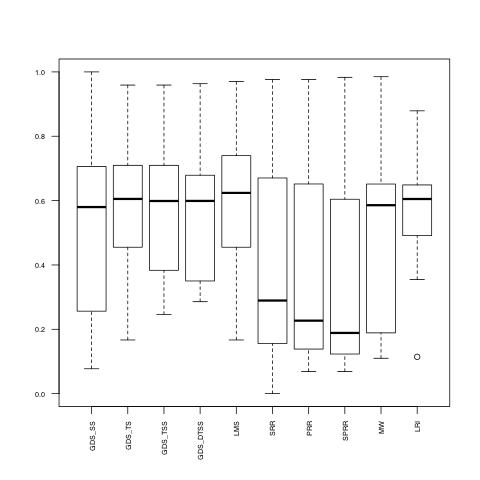 1.0
0.8
0.6
0.4
0.2
0.0
GDS_SS
GDS_TS
GDS_TSS
GDS_DTSS
LMS
SRR
PRR
SPRR
MW
LRI